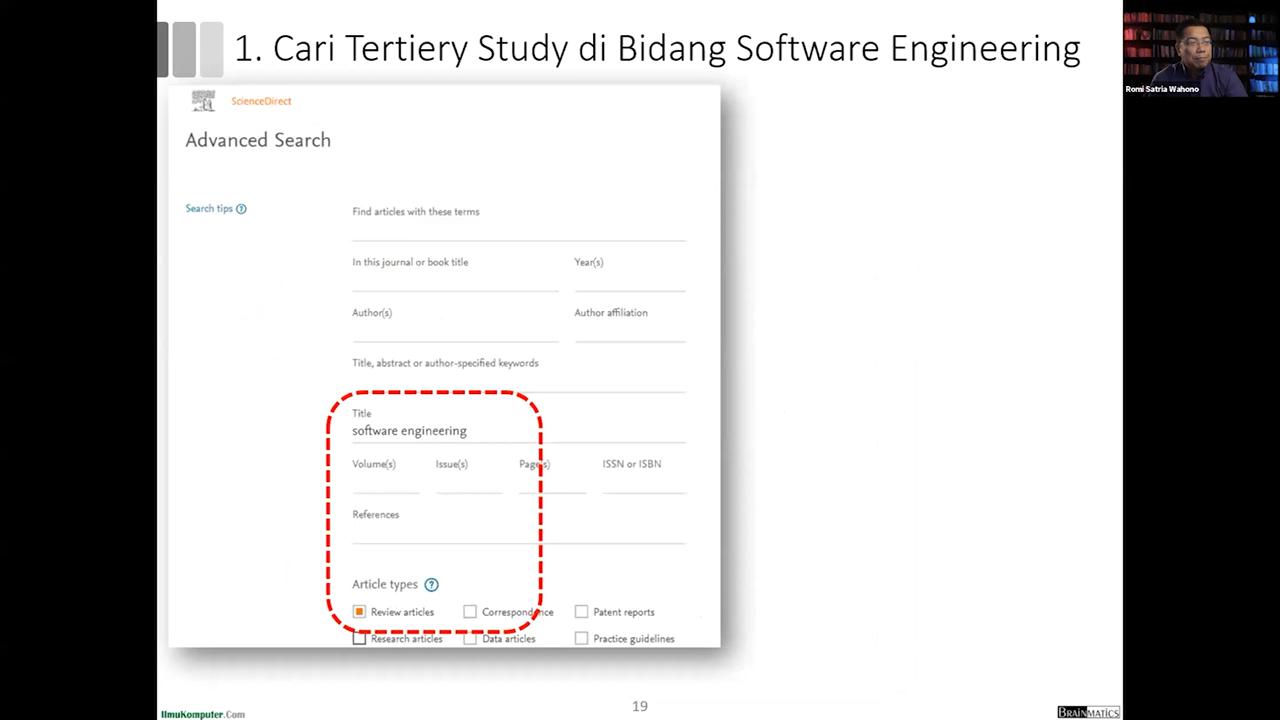 1. Cari Tertiery Study di Bidang Software Engineering
Romi Satria Wahono
ScienceDirect
Advanced Search
Search tips ?
Find articles with these terms
In this journal or book title Year(s)
Author(s) Author affiliation
Title, abstract or author-specified keywords
Title
software engineering
Volume(s) Issue(s) Page(s) ISSN or ISBN
References
Article types ?
Review articles Correspondence Patent reports
Research articles Data articles Practice guidelines
IlmuKomputer.Com 19 BRAINMATICS